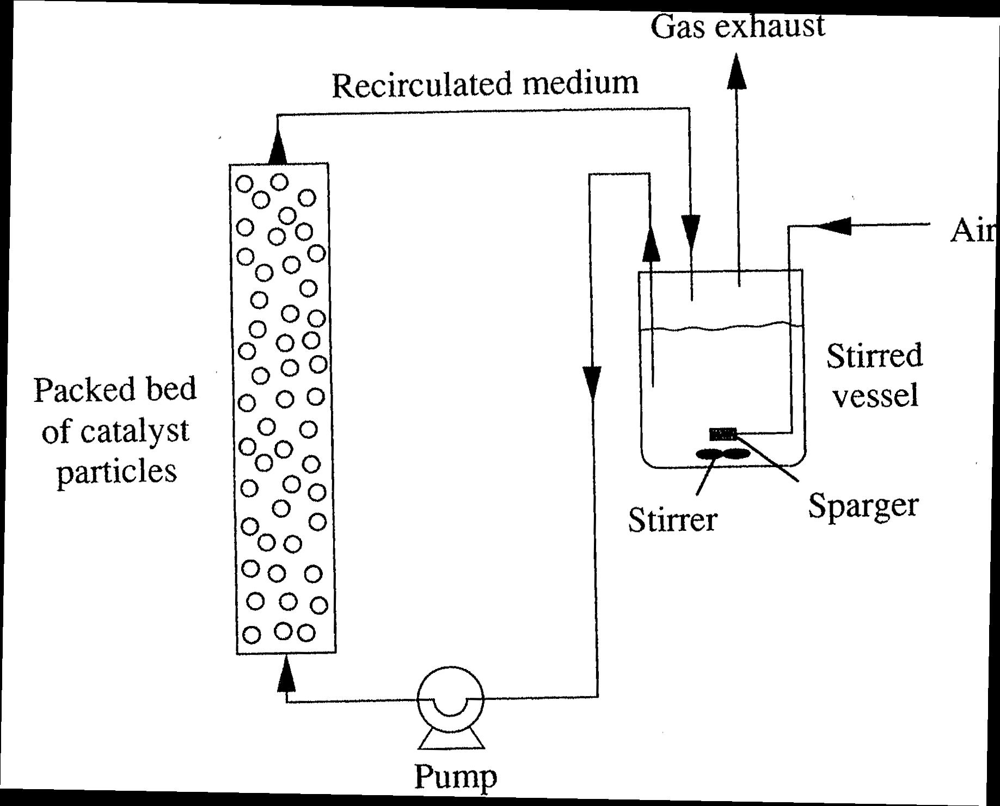 Gas exhaust
Recirculated medium
Air
Stirred
vessel
Packed bed
of catalyst
particles
Sparger
Stirrer
Pump